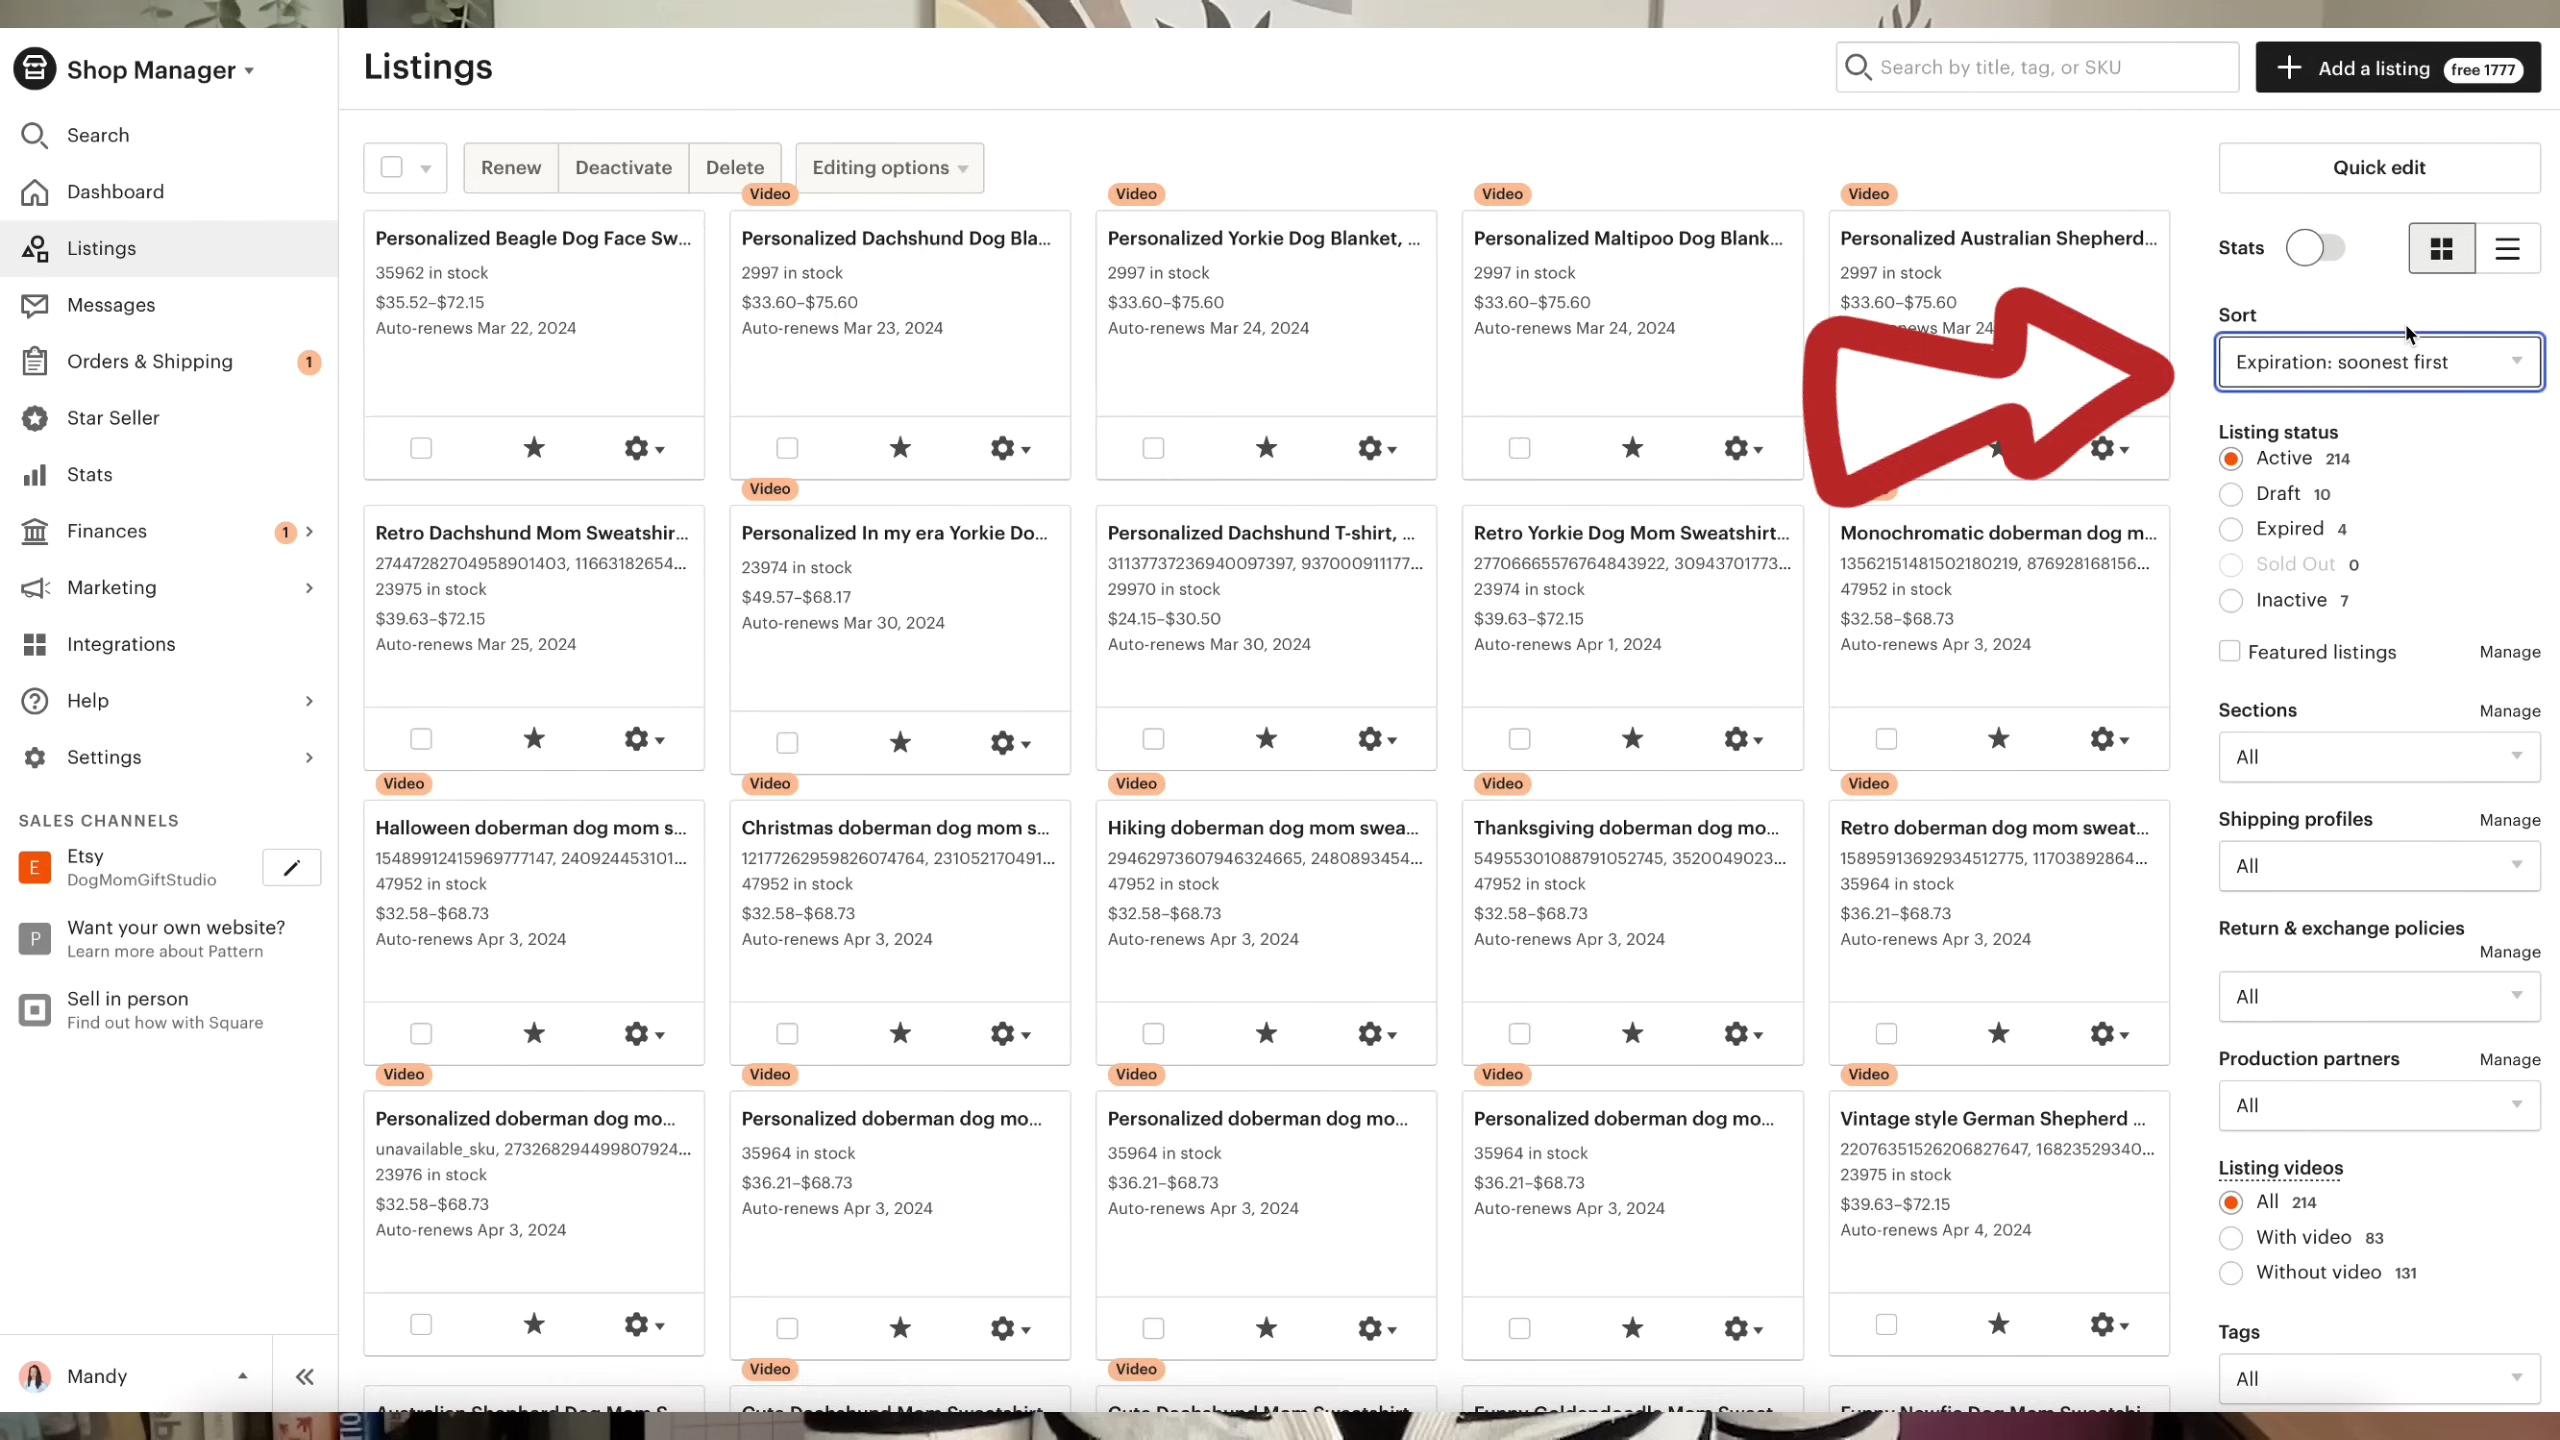 Shop Manager
Search
Dashboard
Listings
Messages
Orders & Shipping 1
Star Seller
Stats
Finances 1
Marketing
Integrations
Help
Settings
SALES CHANNELS
E Etsy
DogMomGiftStudio
P Want your own website?
Learn more about Pattern
Sell in person
Find out how with Square
Mandy
Listings
Search by title, tag, or SKU
Add a listing free 1777
Renew Deactivate Delete Editing options
Video
Video
Video
Video
Personalized Beagle Dog Face Sw...
35962 in stock
$35.52–$72.15
Auto-renews Mar 22, 2024
Personalized Dachshund Dog Bla...
2997 in stock
$33.60–$75.60
Auto-renews Mar 23, 2024
Personalized Yorkie Dog Blanket, ...
2997 in stock
$33.60–$75.60
Auto-renews Mar 24, 2024
Personalized Maltipoo Dog Blank...
2997 in stock
$33.60–$75.60
Auto-renews Mar 24, 2024
Personalized Australian Shepherd...
2997 in stock
$33.60–$75.60
Mar 24
Video
Retro Dachshund Mom Sweatshir...
27447282704958901403, 11663182654...
23975 in stock
$39.63–$72.15
Auto-renews Mar 25, 2024
Personalized In my era Yorkie Do...
23974 in stock
$49.57–$68.17
Auto-renews Mar 30, 2024
Personalized Dachshund T-shirt, ...
31137737236940097397, 937000911177...
29970 in stock
$24.15–$30.50
Auto-renews Mar 30, 2024
Retro Yorkie Dog Mom Sweatshirt...
27706665576764843922, 30943701773...
23974 in stock
$39.63–$72.15
Auto-renews Apr 1, 2024
Monochromatic doberman dog m...
13562151481502180219, 876928168156...
47952 in stock
$32.58–$68.73
Auto-renews Apr 3, 2024
Video
Video
Video
Video
Video
Halloween doberman dog mom s...
15489912415969777147, 240924453101...
47952 in stock
$32.58–$68.73
Auto-renews Apr 3, 2024
Christmas doberman dog mom s...
12177262959826074764, 231052170491...
47952 in stock
$32.58–$68.73
Auto-renews Apr 3, 2024
Hiking doberman dog mom swea...
29462973607946324665, 2480893454...
47952 in stock
$32.58–$68.73
Auto-renews Apr 3, 2024
Thanksgiving doberman dog mo...
54955301088791052745, 3520049023...
47952 in stock
$32.58–$68.73
Auto-renews Apr 3, 2024
Retro doberman dog mom sweat...
15895913692934512775, 11703892864...
35964 in stock
$36.21–$68.73
Auto-renews Apr 3, 2024
Video
Video
Video
Video
Video
Personalized doberman dog mo...
unavailable_sku, 273268294499807924...
23976 in stock
$32.58–$68.73
Auto-renews Apr 3, 2024
Personalized doberman dog mo...
35964 in stock
$36.21–$68.73
Auto-renews Apr 3, 2024
Personalized doberman dog mo...
35964 in stock
$36.21–$68.73
Auto-renews Apr 3, 2024
Personalized doberman dog mo...
35964 in stock
$36.21–$68.73
Auto-renews Apr 3, 2024
Vintage style German Shepherd ...
22076351526206827647, 16823529340...
23975 in stock
$39.63–$72.15
Auto-renews Apr 4, 2024
Video
Video
Australian Shepherd Dog Mom S...
Cute Dachshund Mom Sweatshirt...
Cute Dachshund Mom Sweatshirt...
Funny Goldendoodle Mom Sweat...
Funny Newfie Dog Mom Sweatshi...
Quick edit
Stats
Sort
Expiration: soonest first
Listing status
Active 214
Draft 10
Expired 4
Sold Out 0
Inactive 7
Featured listings Manage
Sections Manage
All
Shipping profiles Manage
All
Return & exchange policies
Manage
All
Production partners Manage
All
Listing videos
All 214
With video 83
Without video 131
Tags
All